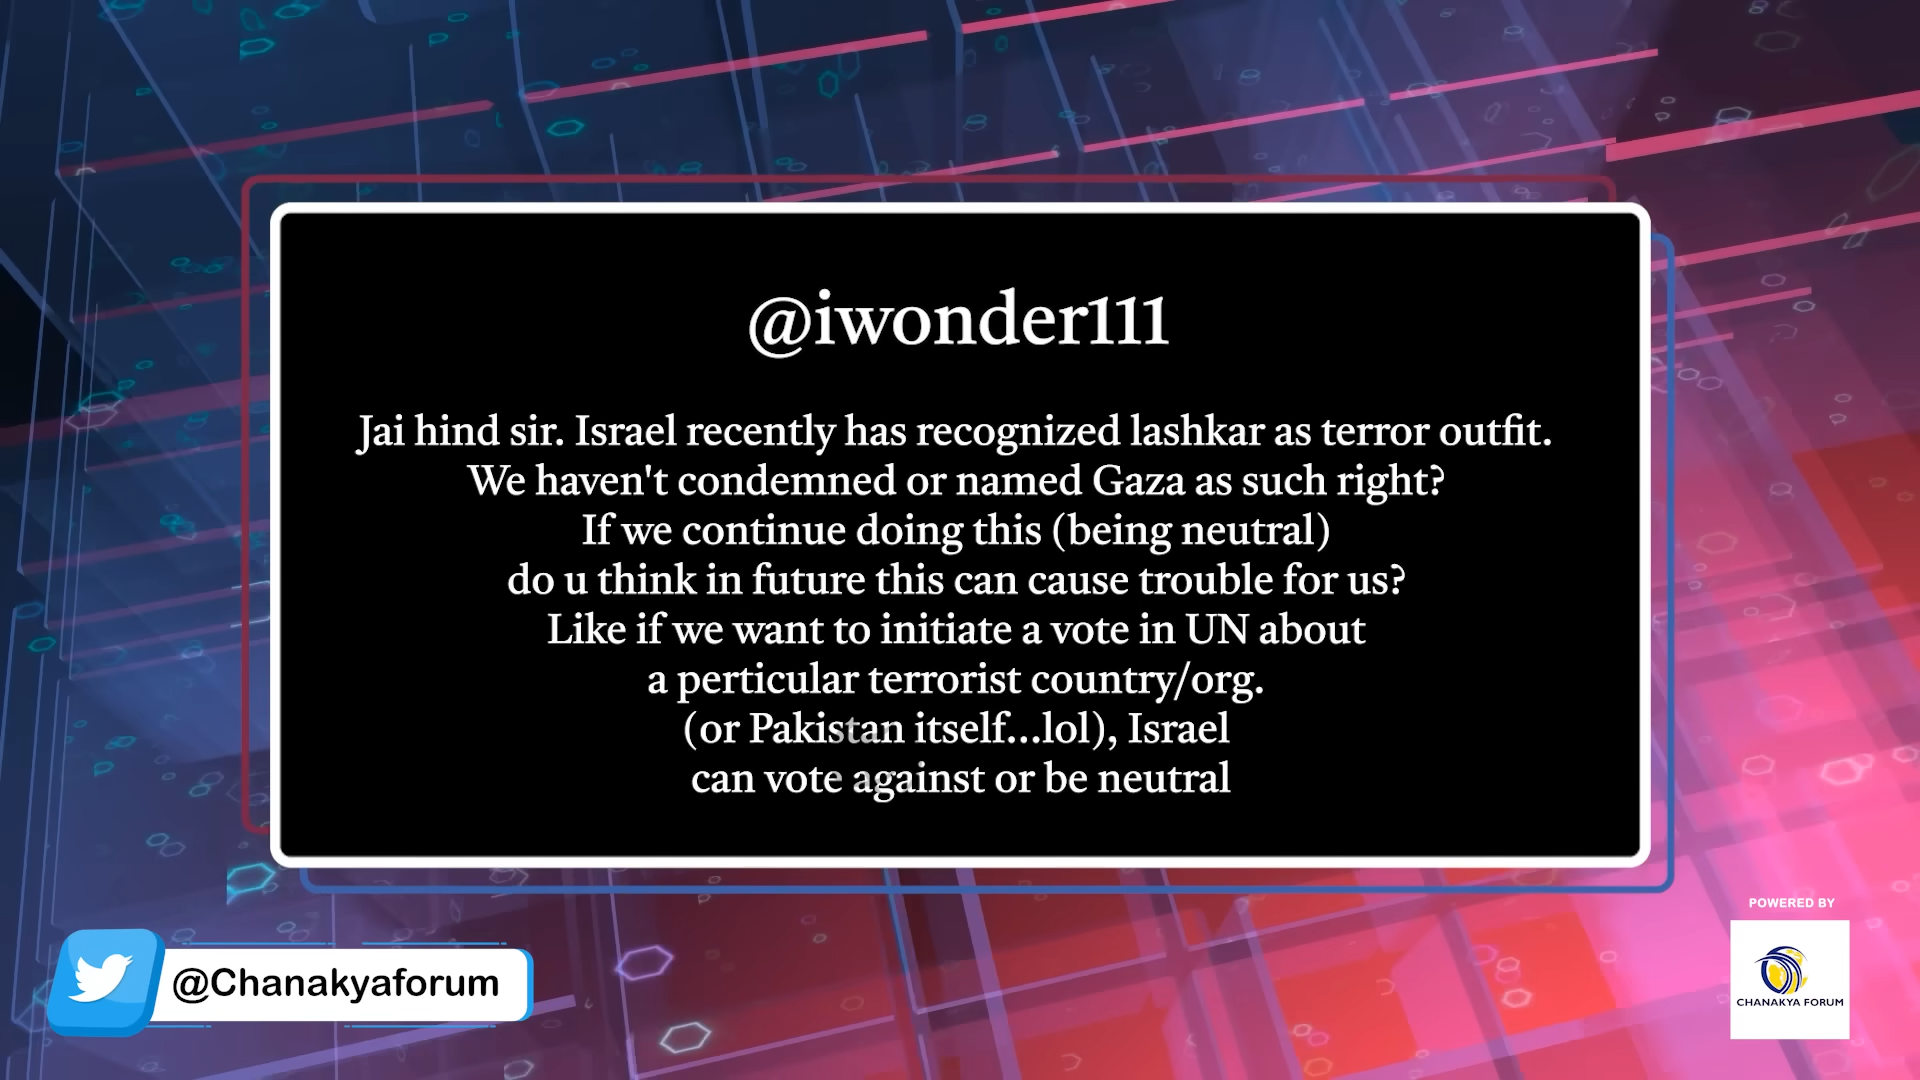 @iwonder111
Jai hind sir. Israel recently has recognized lashkar as terror outfit.
We haven't condemned or named Gaza as such right?
If we continue doing this (being neutral)
do u think in future this can cause trouble for us?
Like if we want to initiate a vote in UN about
a perticular terrorist country/org.
(or Pakistan itself...lol), Israel
can vote against or be neutral
@Chanakyaforum
POWERED BY
CHANAKYA FORUM